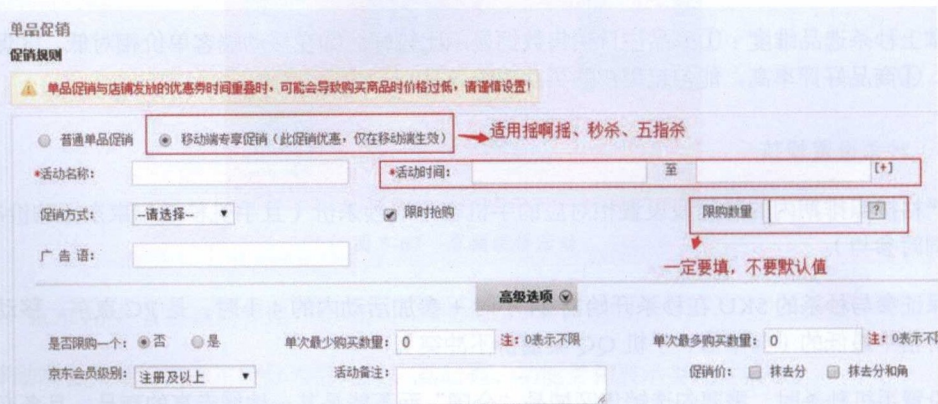 单品促销
促销规则
单品促销与店铺发放的优惠券时间重叠时，可能会导致购买商品时价格过低，请谨慎设置！
普通单品促销 移动端专享促销（此促销优惠，仅在移动端生效） 适用摇啊摇、秒杀、五指杀
*活动名称： *活动时间： 至 [+]
促销方式： --请选择-- 限时抢购 限购数量 ?
广告语： 一定要填，不要默认值
高级选项
是否限购一个： 否 是 单次最少购买数量： 0 注：0表示不限 单次最多购买数量： 0 注：0表示不
京东会员级别： 注册及以上 活动备注： 促销价： 抹去分 抹去分和角